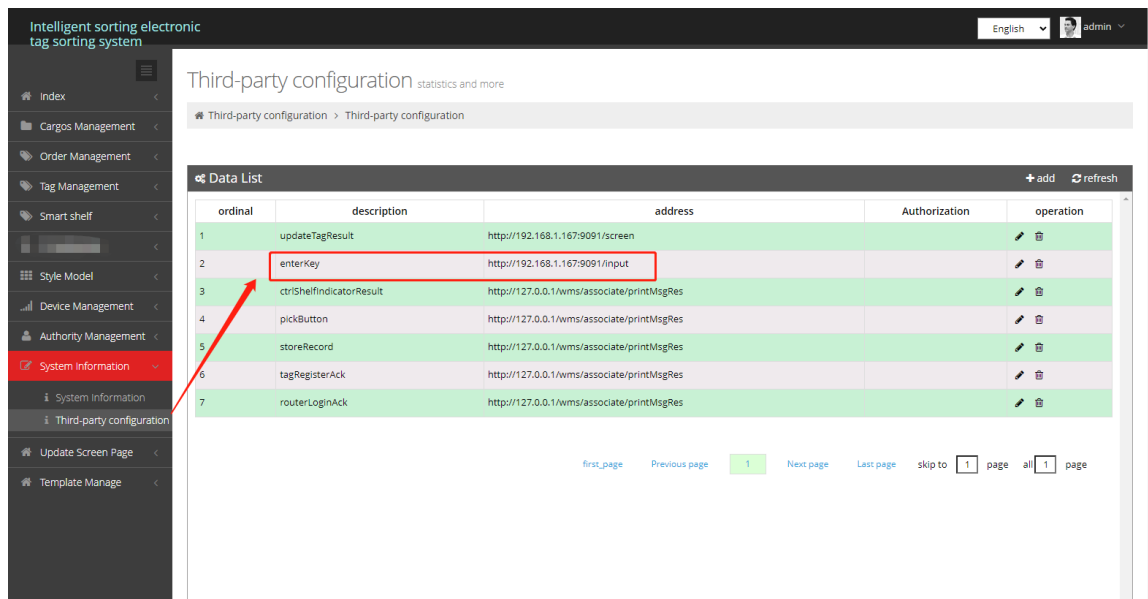 Intelligent sorting electronic
tag sorting system
English
admin
Index
Cargos Management
Order Management
Tag Management
Smart shelf
Style Model
Device Management
Authority Management
System Information
System Information
Third-party configuration
Update Screen Page
Template Manage
Third-party configuration statistics and more
Third-party configuration > Third-party configuration
Data List
add refresh
ordinal description address Authorization operation
1 updateTagResult http://192.168.1.167:9091/screen
2 enterKey http://192.168.1.167:9091/input
3 ctrlShelfIndicatorResult http://127.0.0.1/wms/associate/printMsgRes
4 pickButton http://127.0.0.1/wms/associate/printMsgRes
5 storeRecord http://127.0.0.1/wms/associate/printMsgRes
6 tagRegisterAck http://127.0.0.1/wms/associate/printMsgRes
7 routerLoginAck http://127.0.0.1/wms/associate/printMsgRes
first_page Previous page 1 Next page Last page skip to 1 page all 1 page